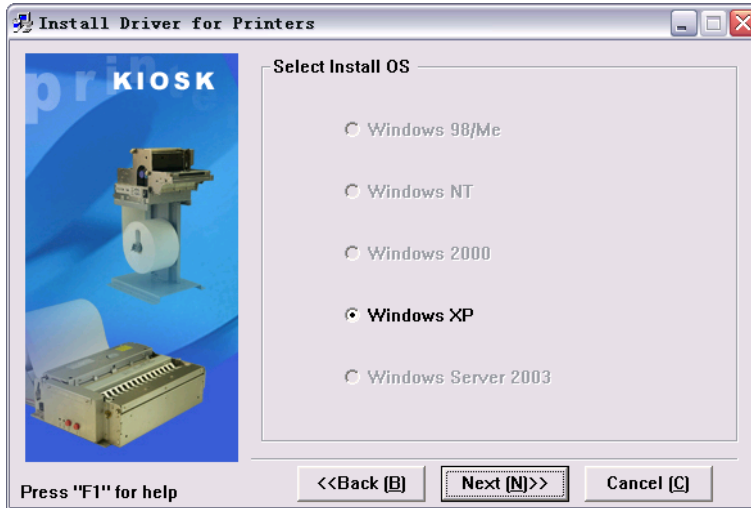 Install Driver for Printers
printer
KIOSK
Select Install OS
Windows 98/Me
Windows NT
Windows 2000
Windows XP
Windows Server 2003
Press "F1" for help
<<Back (B)
Next (N)>>
Cancel (C)